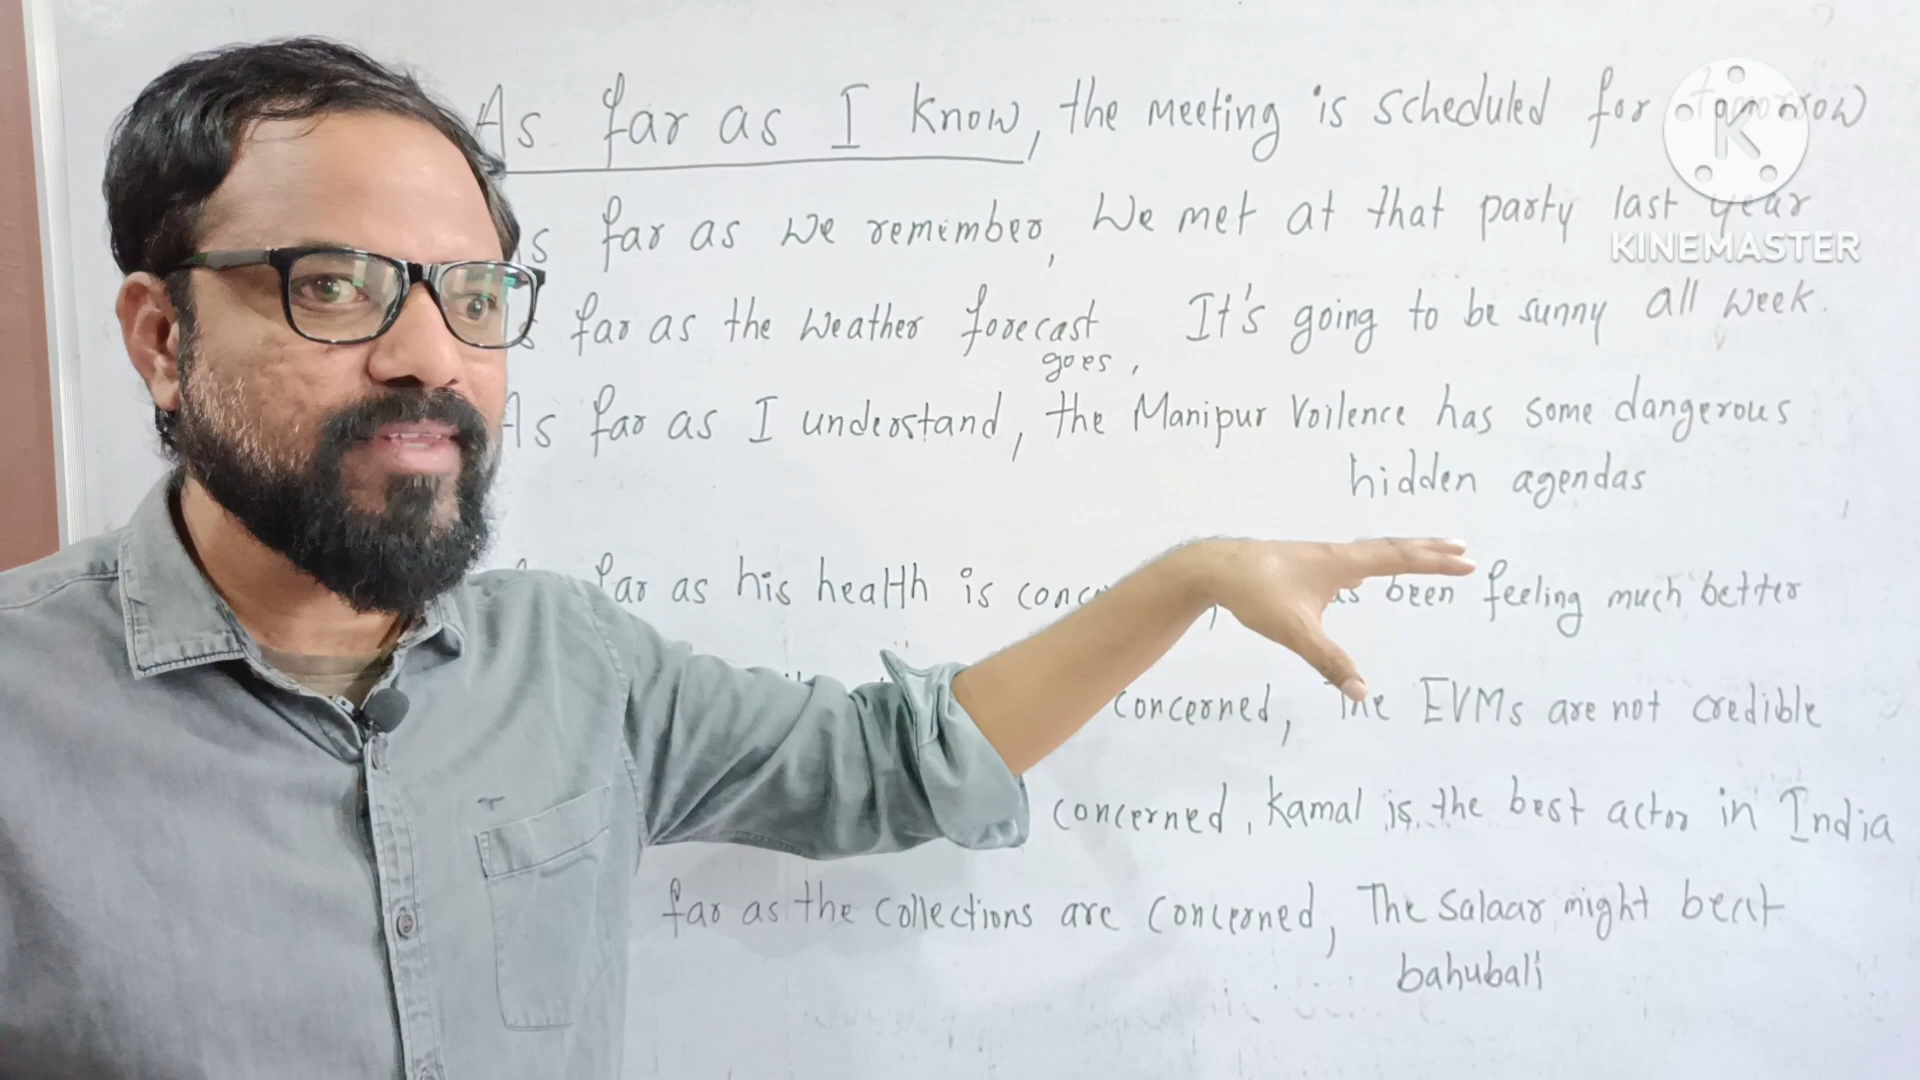 As far as I know, the meeting is scheduled for tomorrow
far as we remember, We met at that party last year
KINEMASTER
far as the weather forecast It's going to be sunny all week.
goes,
As far as I understand, the Manipur Voilence has some dangerous
hidden agendas
far as his health is been feeling much better
concerned, The EVMs are not credible
concerned, Kamal is the best actor in India
far as the collections are concerned, The Salaar might beat
bahubali